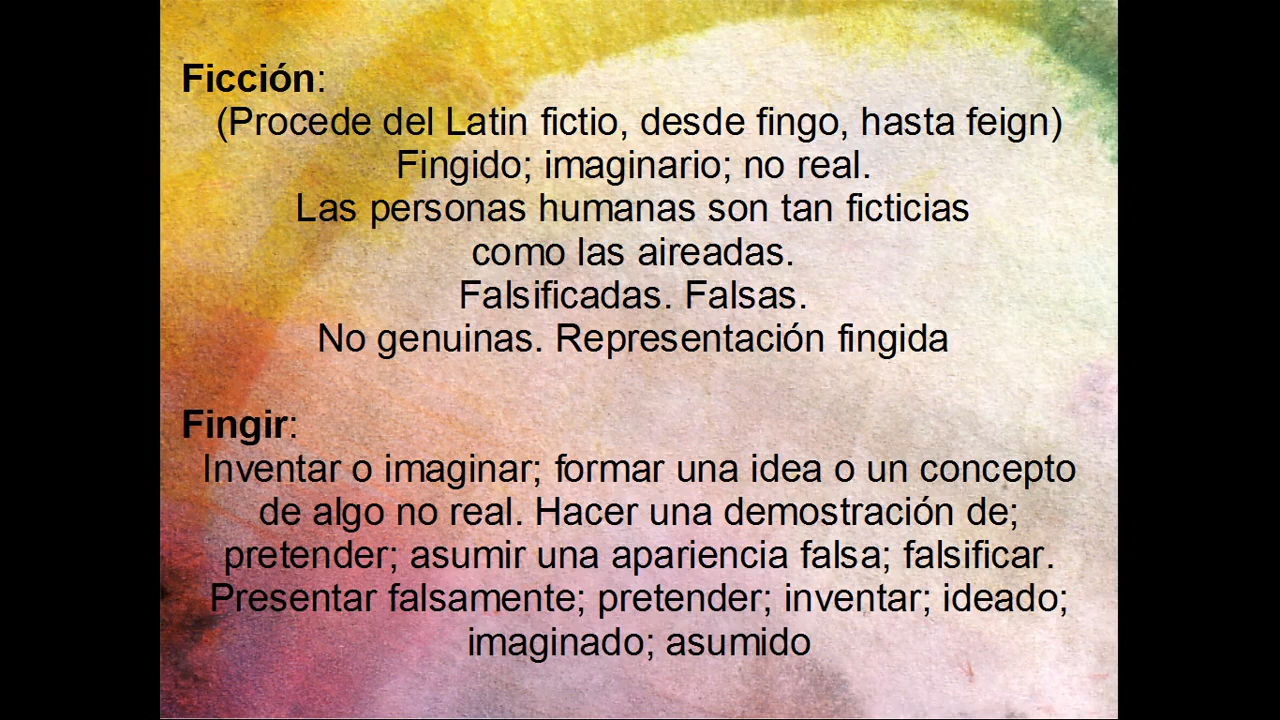 Ficción:
(Procede del Latin fictio, desde fingo, hasta feign)
Fingido; imaginario; no real.
Las personas humanas son tan ficticias
como las aireadas.
Falsificadas. Falsas.
No genuinas. Representación fingida
Fingir:
Inventar o imaginar; formar una idea o un concepto
de algo no real. Hacer una demostración de;
pretender; asumir una apariencia falsa; falsificar.
Presentar falsamente; pretender; inventar; ideado;
imaginado; asumido